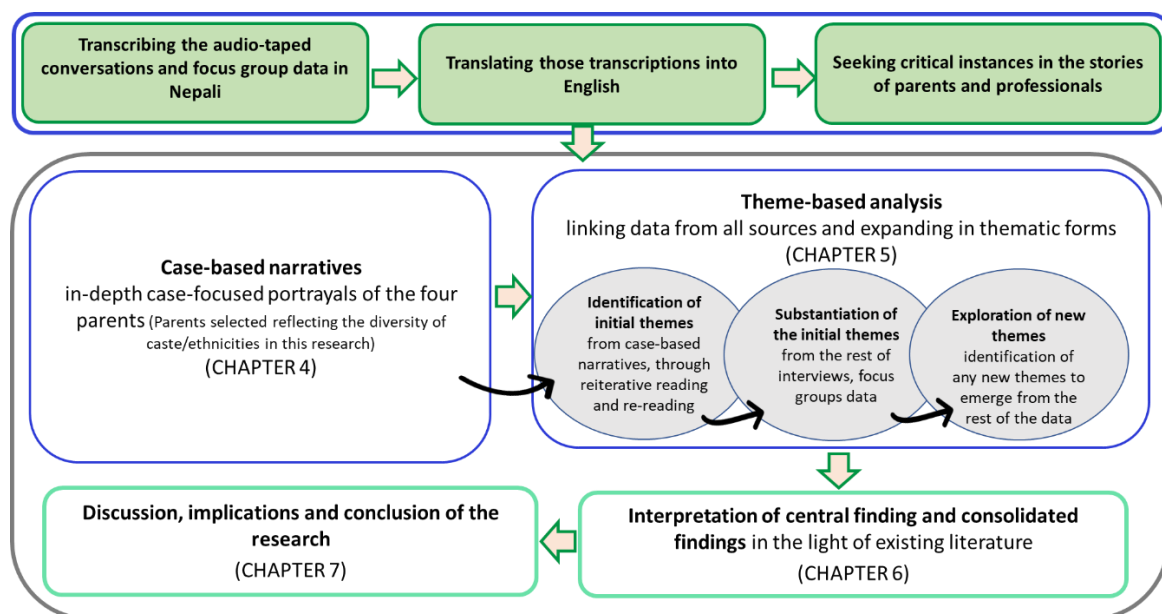 Transcribing the audio-taped
conversations and focus group data in
Nepali
Translating those transcriptions into
English
Seeking critical instances in the stories
of parents and professionals
Case-based narratives
in-depth case-focused portrayals of the four
parents (Parents selected reflecting the diversity of
caste/ethnicities in this research)
(CHAPTER 4)
Theme-based analysis
linking data from all sources and expanding in thematic forms
(CHAPTER 5)
Identification of
initial themes
from case-based
narratives, through
reiterative reading
and re-reading
Substantiation of
the initial themes
from the rest of
interviews, focus
groups data
Exploration of new
themes
identification of
any new themes to
emerge from the
rest of the data
Discussion, implications and conclusion of the
research
(CHAPTER 7)
Interpretation of central finding and consolidated
findings in the light of existing literature
(CHAPTER 6)